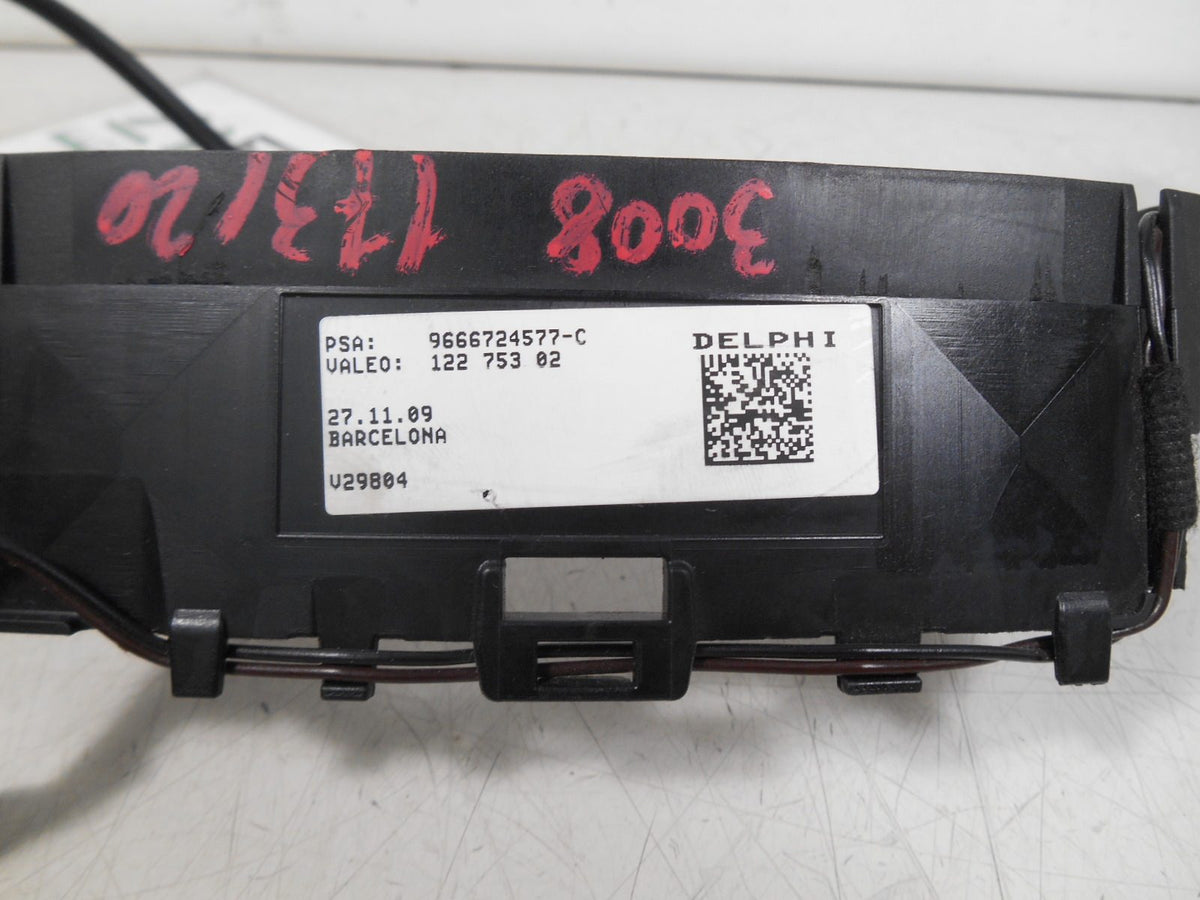 3008 173/20
PSA: 9666724577-C
VALEO: 122 753 02
27.11.09
BARCELONA
V29804
DELPHI